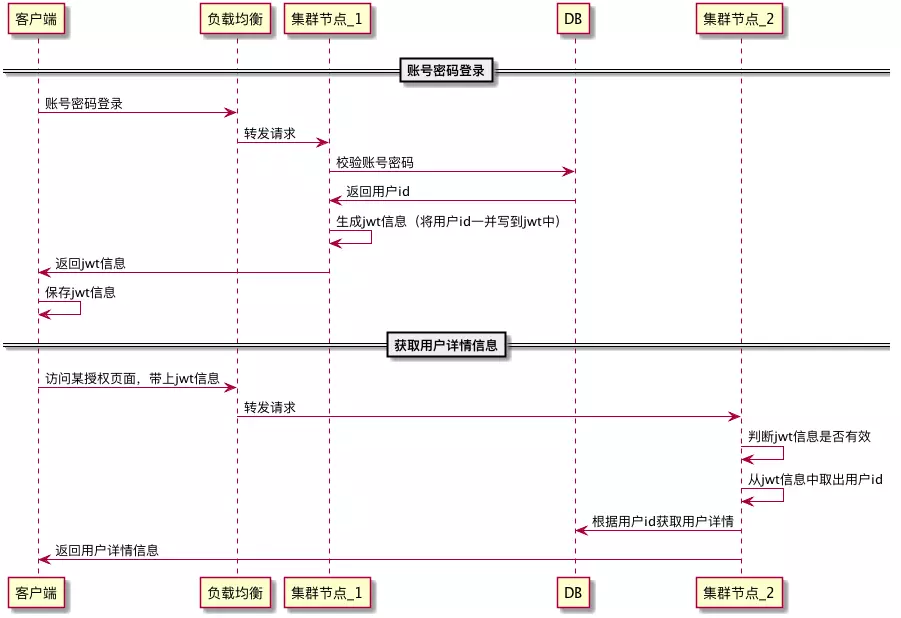 客户端
负载均衡
集群节点_1
DB
集群节点_2
账号密码登录
账号密码登录
转发请求
校验账号密码
返回用户id
生成jwt信息（将用户id一并写到jwt中）
返回jwt信息
保存jwt信息
获取用户详情信息
访问某授权页面，带上jwt信息
转发请求
判断jwt信息是否有效
从jwt信息中取出用户id
根据用户id获取用户详情
返回用户详情信息
客户端
负载均衡
集群节点_1
DB
集群节点_2